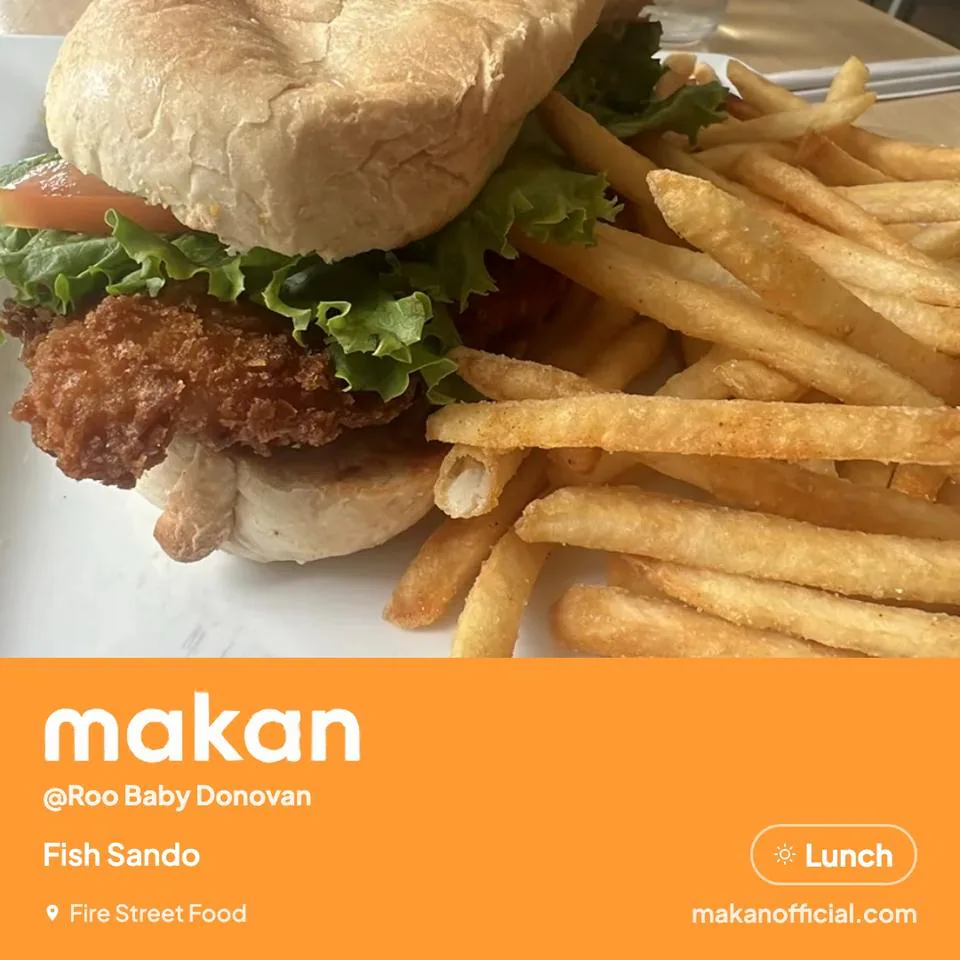 makan
@Roo Baby Donovan
Fish Sando
Lunch
Fire Street Food
makanofficial.com